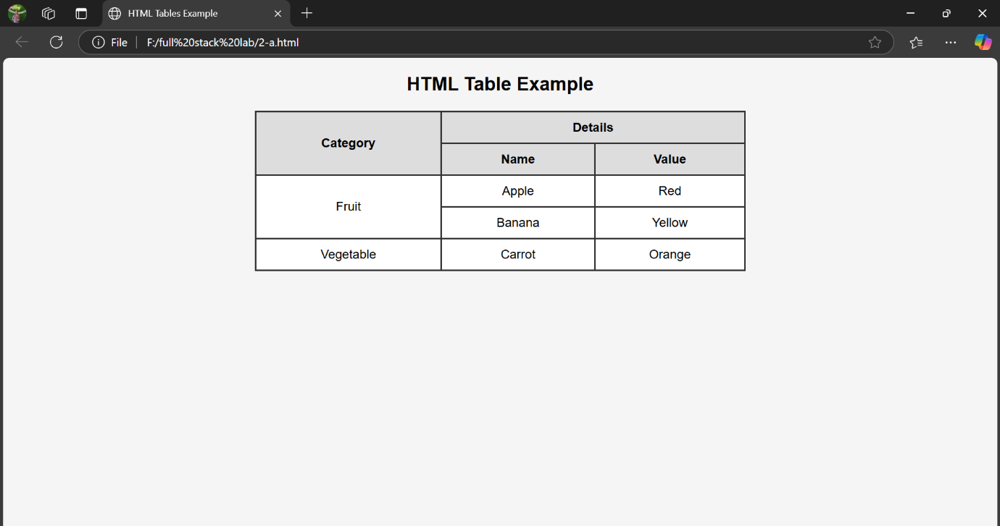 HTML Tables Example
File
F:/full%20stack%20lab/2-a.html
HTML Table Example
Category
Details
Name
Value
Fruit
Apple
Red
Banana
Yellow
Vegetable
Carrot
Orange